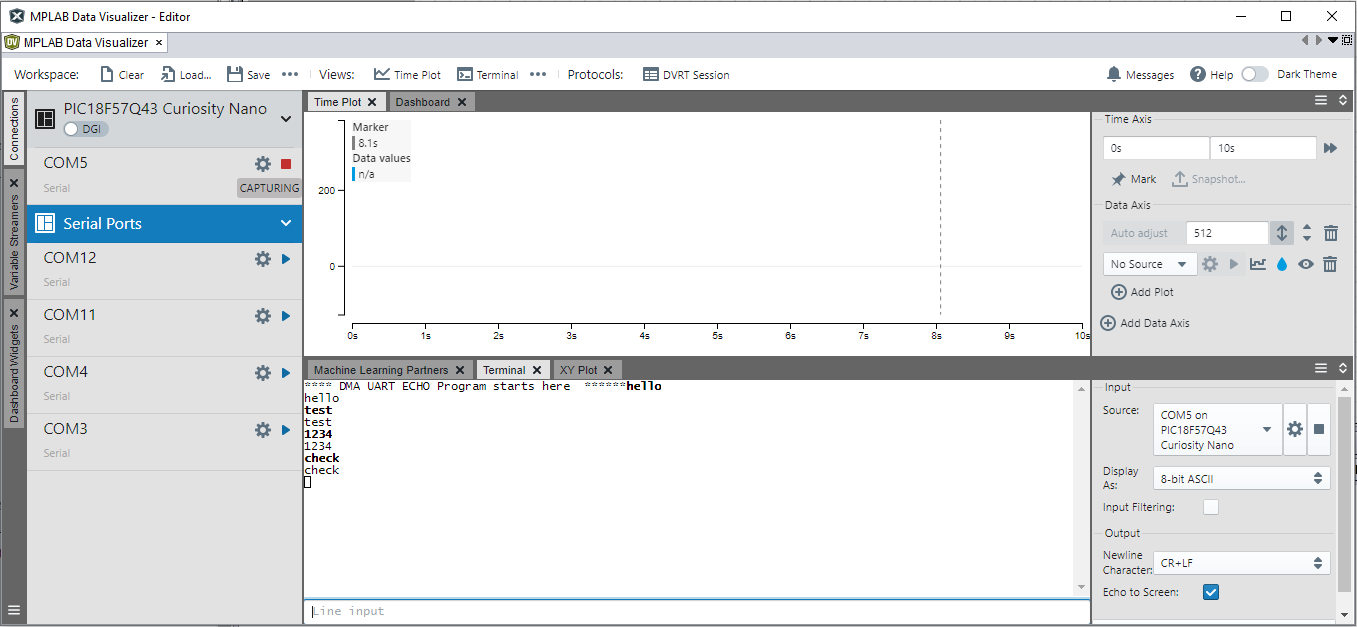 MPLAB Data Visualizer - Editor
DV MPLAB Data Visualizer ×
Workspace: Clear Load... Save ••• Views: Time Plot Terminal ••• Protocols: DVRT Session Messages Help Dark Theme
Connections
Variable Streamers
Dashboard Widgets
PIC18F57Q43 Curiosity Nano
DGI
COM5
Serial
CAPTURING
Serial Ports
COM12
Serial
COM11
Serial
COM4
Serial
COM3
Serial
Time Plot Dashboard
Marker
8.1s
Data values
n/a
200
0
0s 1s 2s 3s 4s 5s 6s 7s 8s 9s 10s
Time Axis
0s 10s
Mark Snapshot...
Data Axis
Auto adjust 512
No Source
Add Plot
Add Data Axis
Machine Learning Partners Terminal XY Plot
**** DMA UART ECHO Program starts here  ******hello
hello
test
test
1234
1234
check
check
Line input
Input
Source: COM5 on
PIC18F57Q43
Curiosity Nano
Display
As: 8-bit ASCII
Input Filtering:
Output
Newline
Character: CR+LF
Echo to Screen: